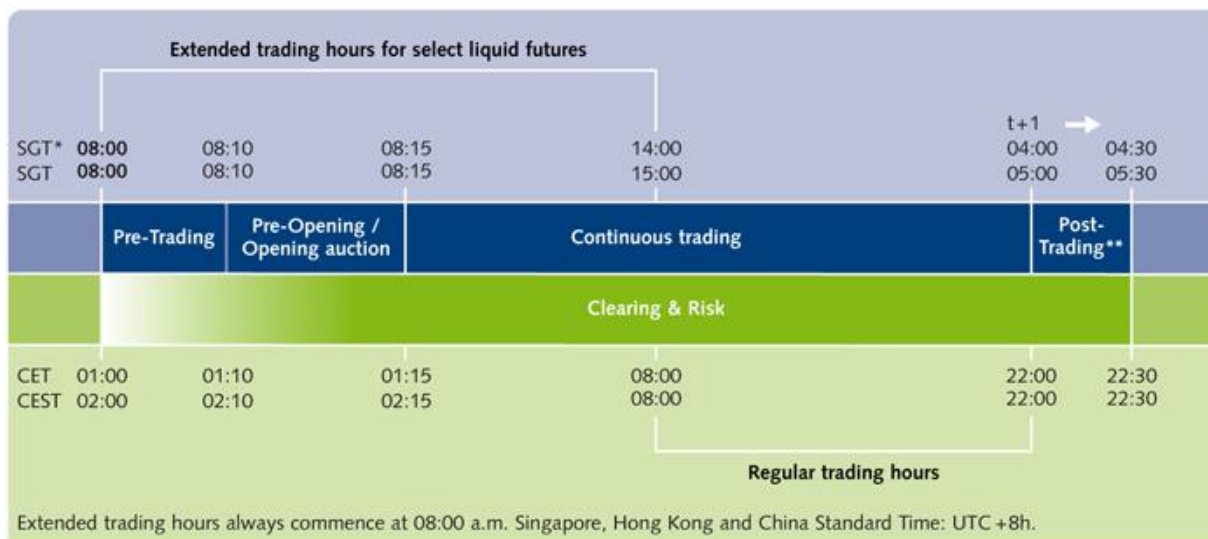 Extended trading hours for select liquid futures
t+1
SGT* 08:00 08:10 08:15 14:00 04:00 04:30
SGT 08:00 08:10 08:15 15:00 05:00 05:30
Pre-Trading
Pre-Opening /
Opening auction
Continuous trading
Post-
Trading**
Clearing & Risk
CET 01:00 01:10 01:15 08:00 22:00 22:30
CEST 02:00 02:10 02:15 08:00 22:00 22:30
Regular trading hours
Extended trading hours always commence at 08:00 a.m. Singapore, Hong Kong and China Standard Time: UTC +8h.